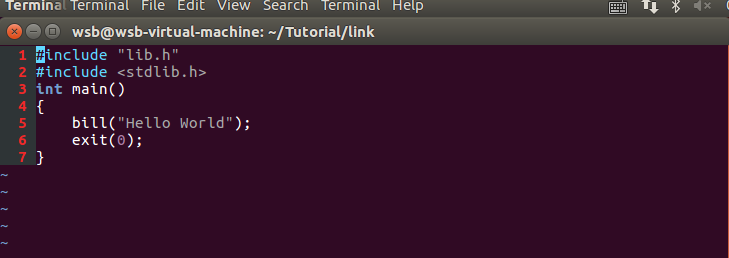 Terminal Terminal File Edit View Search Terminal Help
wsb@wsb-virtual-machine: ~/Tutorial/link
1 #include "lib.h"
2 #include <stdlib.h>
3 int main()
4 {
5     bill("Hello World");
6     exit(0);
7 }
~
~
~
~
~